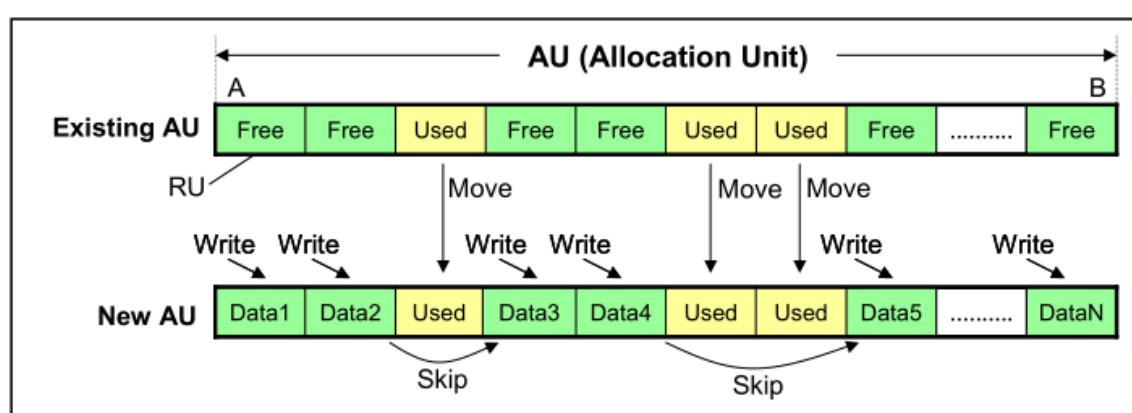 AU (Allocation Unit)
A B
Existing AU Free Free Used Free Free Used Used Free .......... Free
RU Move Move Move
Write Write Write Write Write Write
New AU Data1 Data2 Used Data3 Data4 Used Used Data5 .......... DataN
Skip Skip